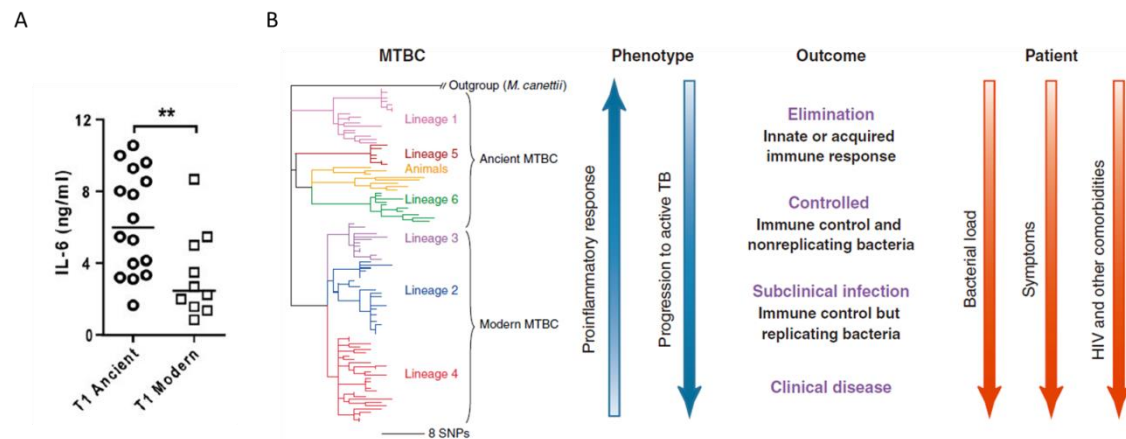 A
B
**
12
8
4
0
IL-6 (ng/ml)
T1 Ancient
T1 Modern
MTBC
Phenotype
Outcome
Patient
Outgroup (M. canettii)
Lineage 1
Lineage 5
Animals
Lineage 6
Ancient MTBC
Lineage 3
Lineage 2
Lineage 4
Modern MTBC
8 SNPs
Proinflammatory response
Progression to active TB
Elimination
Innate or acquired
immune response
Controlled
Immune control and
nonreplicating bacteria
Subclinical infection
Immune control but
replicating bacteria
Clinical disease
Bacterial load
Symptoms
HIV and other comorbidities